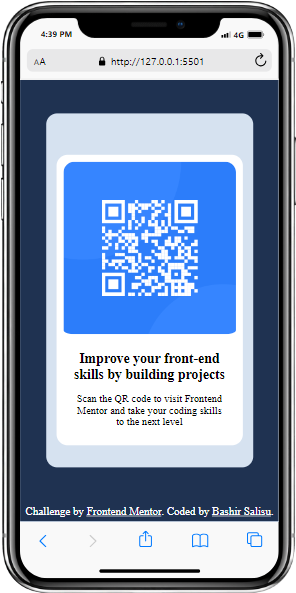 4:39 PM
4G
AA
http://127.0.0.1:5501
Improve your front-end
skills by building projects
Scan the QR code to visit Frontend
Mentor and take your coding skills
to the next level
Challenge by Frontend Mentor. Coded by Bashir Salisu.